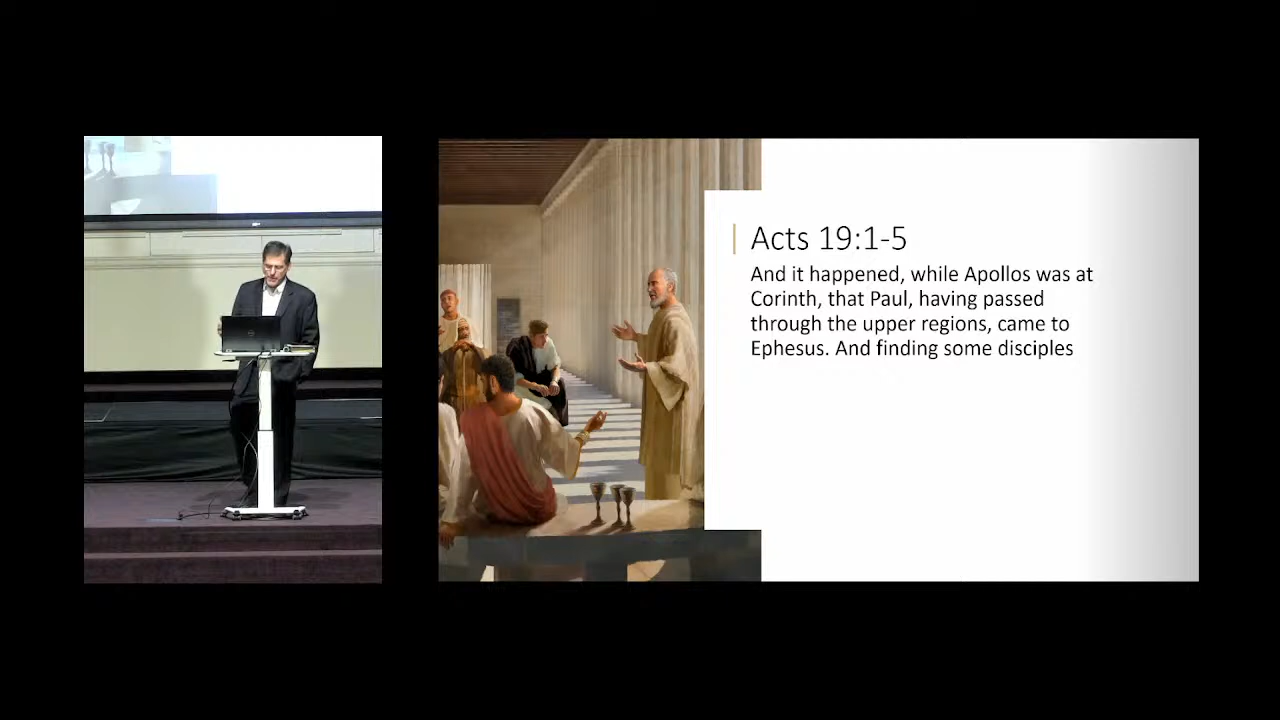 Acts 19:1-5
And it happened, while Apollos was at
Corinth, that Paul, having passed
through the upper regions, came to
Ephesus. And finding some disciples